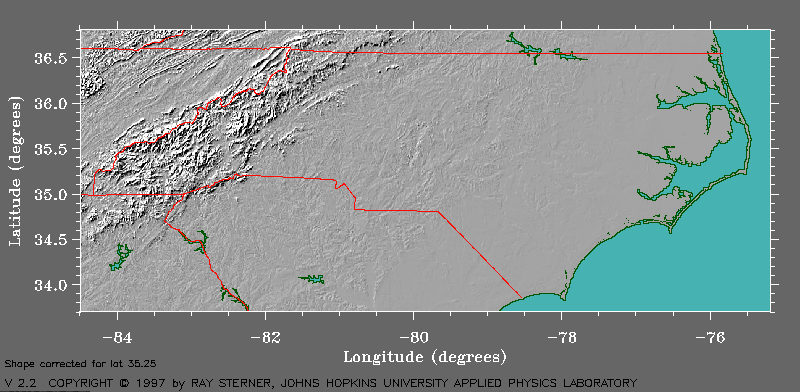 36.5
36.0
35.5
35.0
34.5
34.0
Latitude (degrees)
−84 −82 −80 −78 −76
Longitude (degrees)
Shape corrected for lat 35.25
V 2.2 COPYRIGHT © 1997 by RAY STERNER, JOHNS HOPKINS UNIVERSITY APPLIED PHYSICS LABORATORY